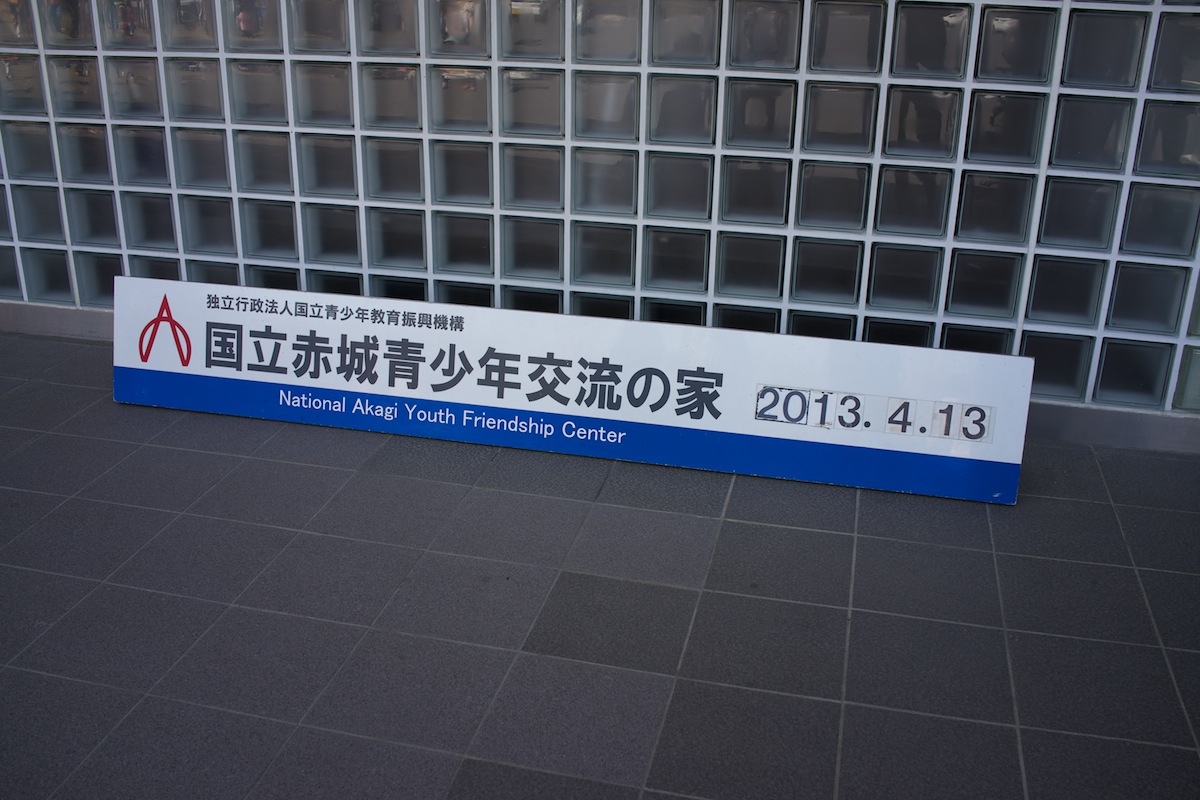 独立行政法人国立青少年教育振興機構
国立赤城青少年交流の家
2013.4.13
National Akagi Youth Friendship Center